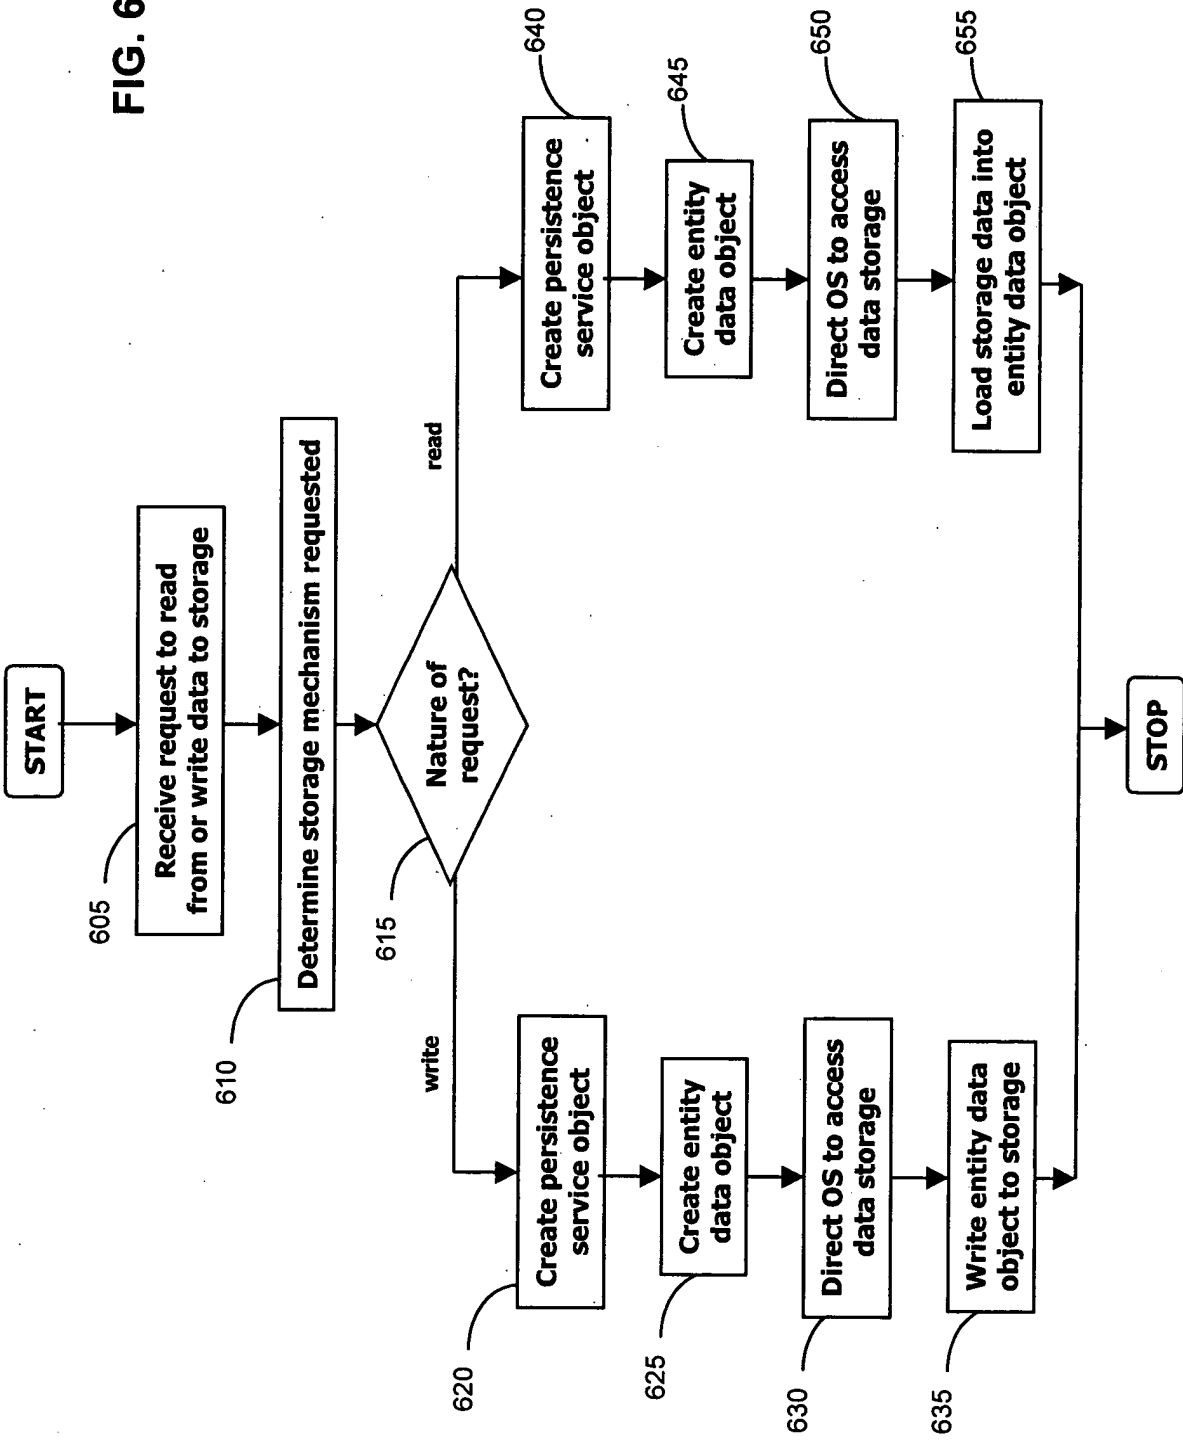 FIG. 6
START
605
Receive request to read
from or write data to storage
610
Determine storage mechanism requested
615
Nature of
request?
write
read
620
Create persistence
service object
625
Create entity
data object
630
Direct OS to access
data storage
635
Write entity data
object to storage
640
Create persistence
service object
645
Create entity
data object
650
Direct OS to access
data storage
655
Load storage data into
entity data object
STOP